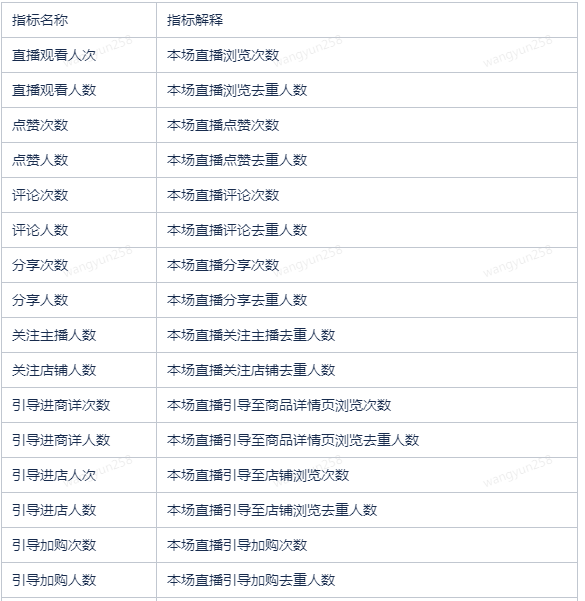 指标名称 指标解释
直播观看人次 本场直播浏览次数
直播观看人数 本场直播浏览去重人数
点赞次数 本场直播点赞次数
点赞人数 本场直播点赞去重人数
评论次数 本场直播评论次数
评论人数 本场直播评论去重人数
分享次数 本场直播分享次数
分享人数 本场直播分享去重人数
关注主播人数 本场直播关注主播去重人数
关注店铺人数 本场直播关注店铺去重人数
引导进商详次数 本场直播引导至商品详情页浏览次数
引导进商详人数 本场直播引导至商品详情页浏览去重人数
引导进店人次 本场直播引导至店铺浏览次数
引导进店人数 本场直播引导至店铺浏览去重人数
引导加购次数 本场直播引导加购次数
引导加购人数 本场直播引导加购去重人数
wangyun258
wangyun258
wangyun258
wangyun258
wangyun258
wangyun258
wangyun258
wangyun258
wangyun258